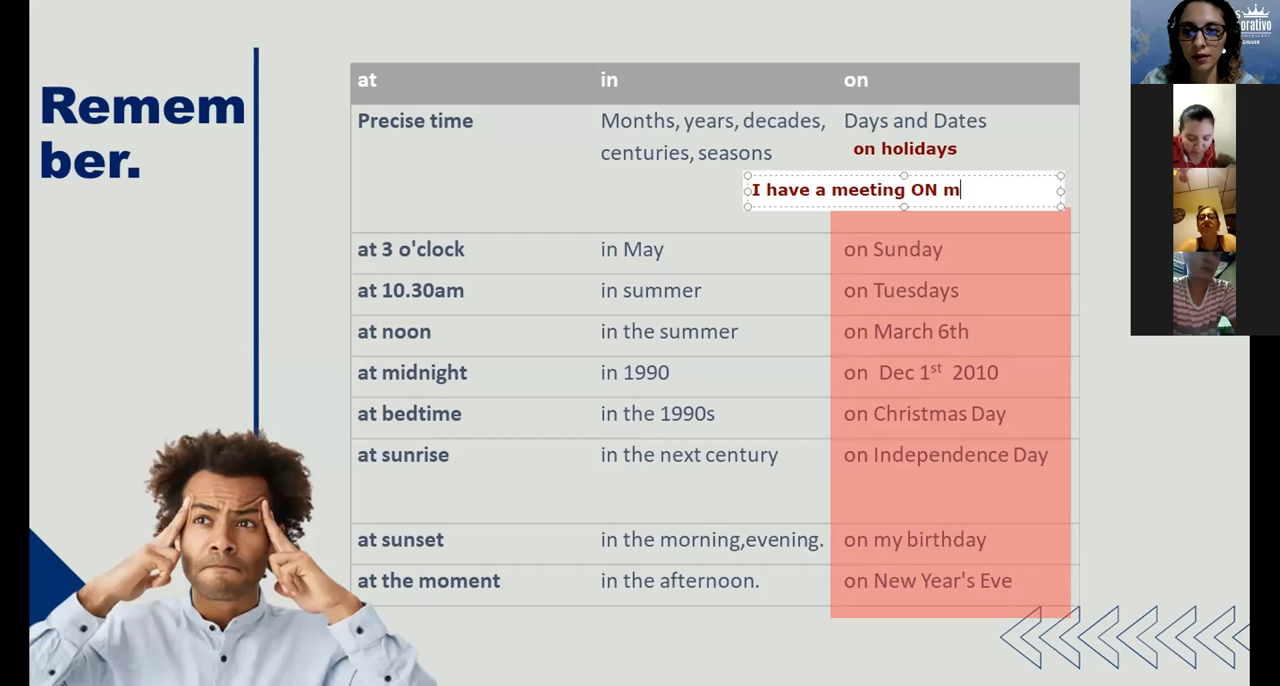 Remem
ber.
at in on
Precise time Months, years, decades, Days and Dates
centuries, seasons on holidays
I have a meeting ON m
at 3 o'clock in May on Sunday
at 10.30am in summer on Tuesdays
at noon in the summer on March 6th
at midnight in 1990 on Dec 1st 2010
at bedtime in the 1990s on Christmas Day
at sunrise in the next century on Independence Day
at sunset in the morning,evening. on my birthday
at the moment in the afternoon. on New Year's Eve